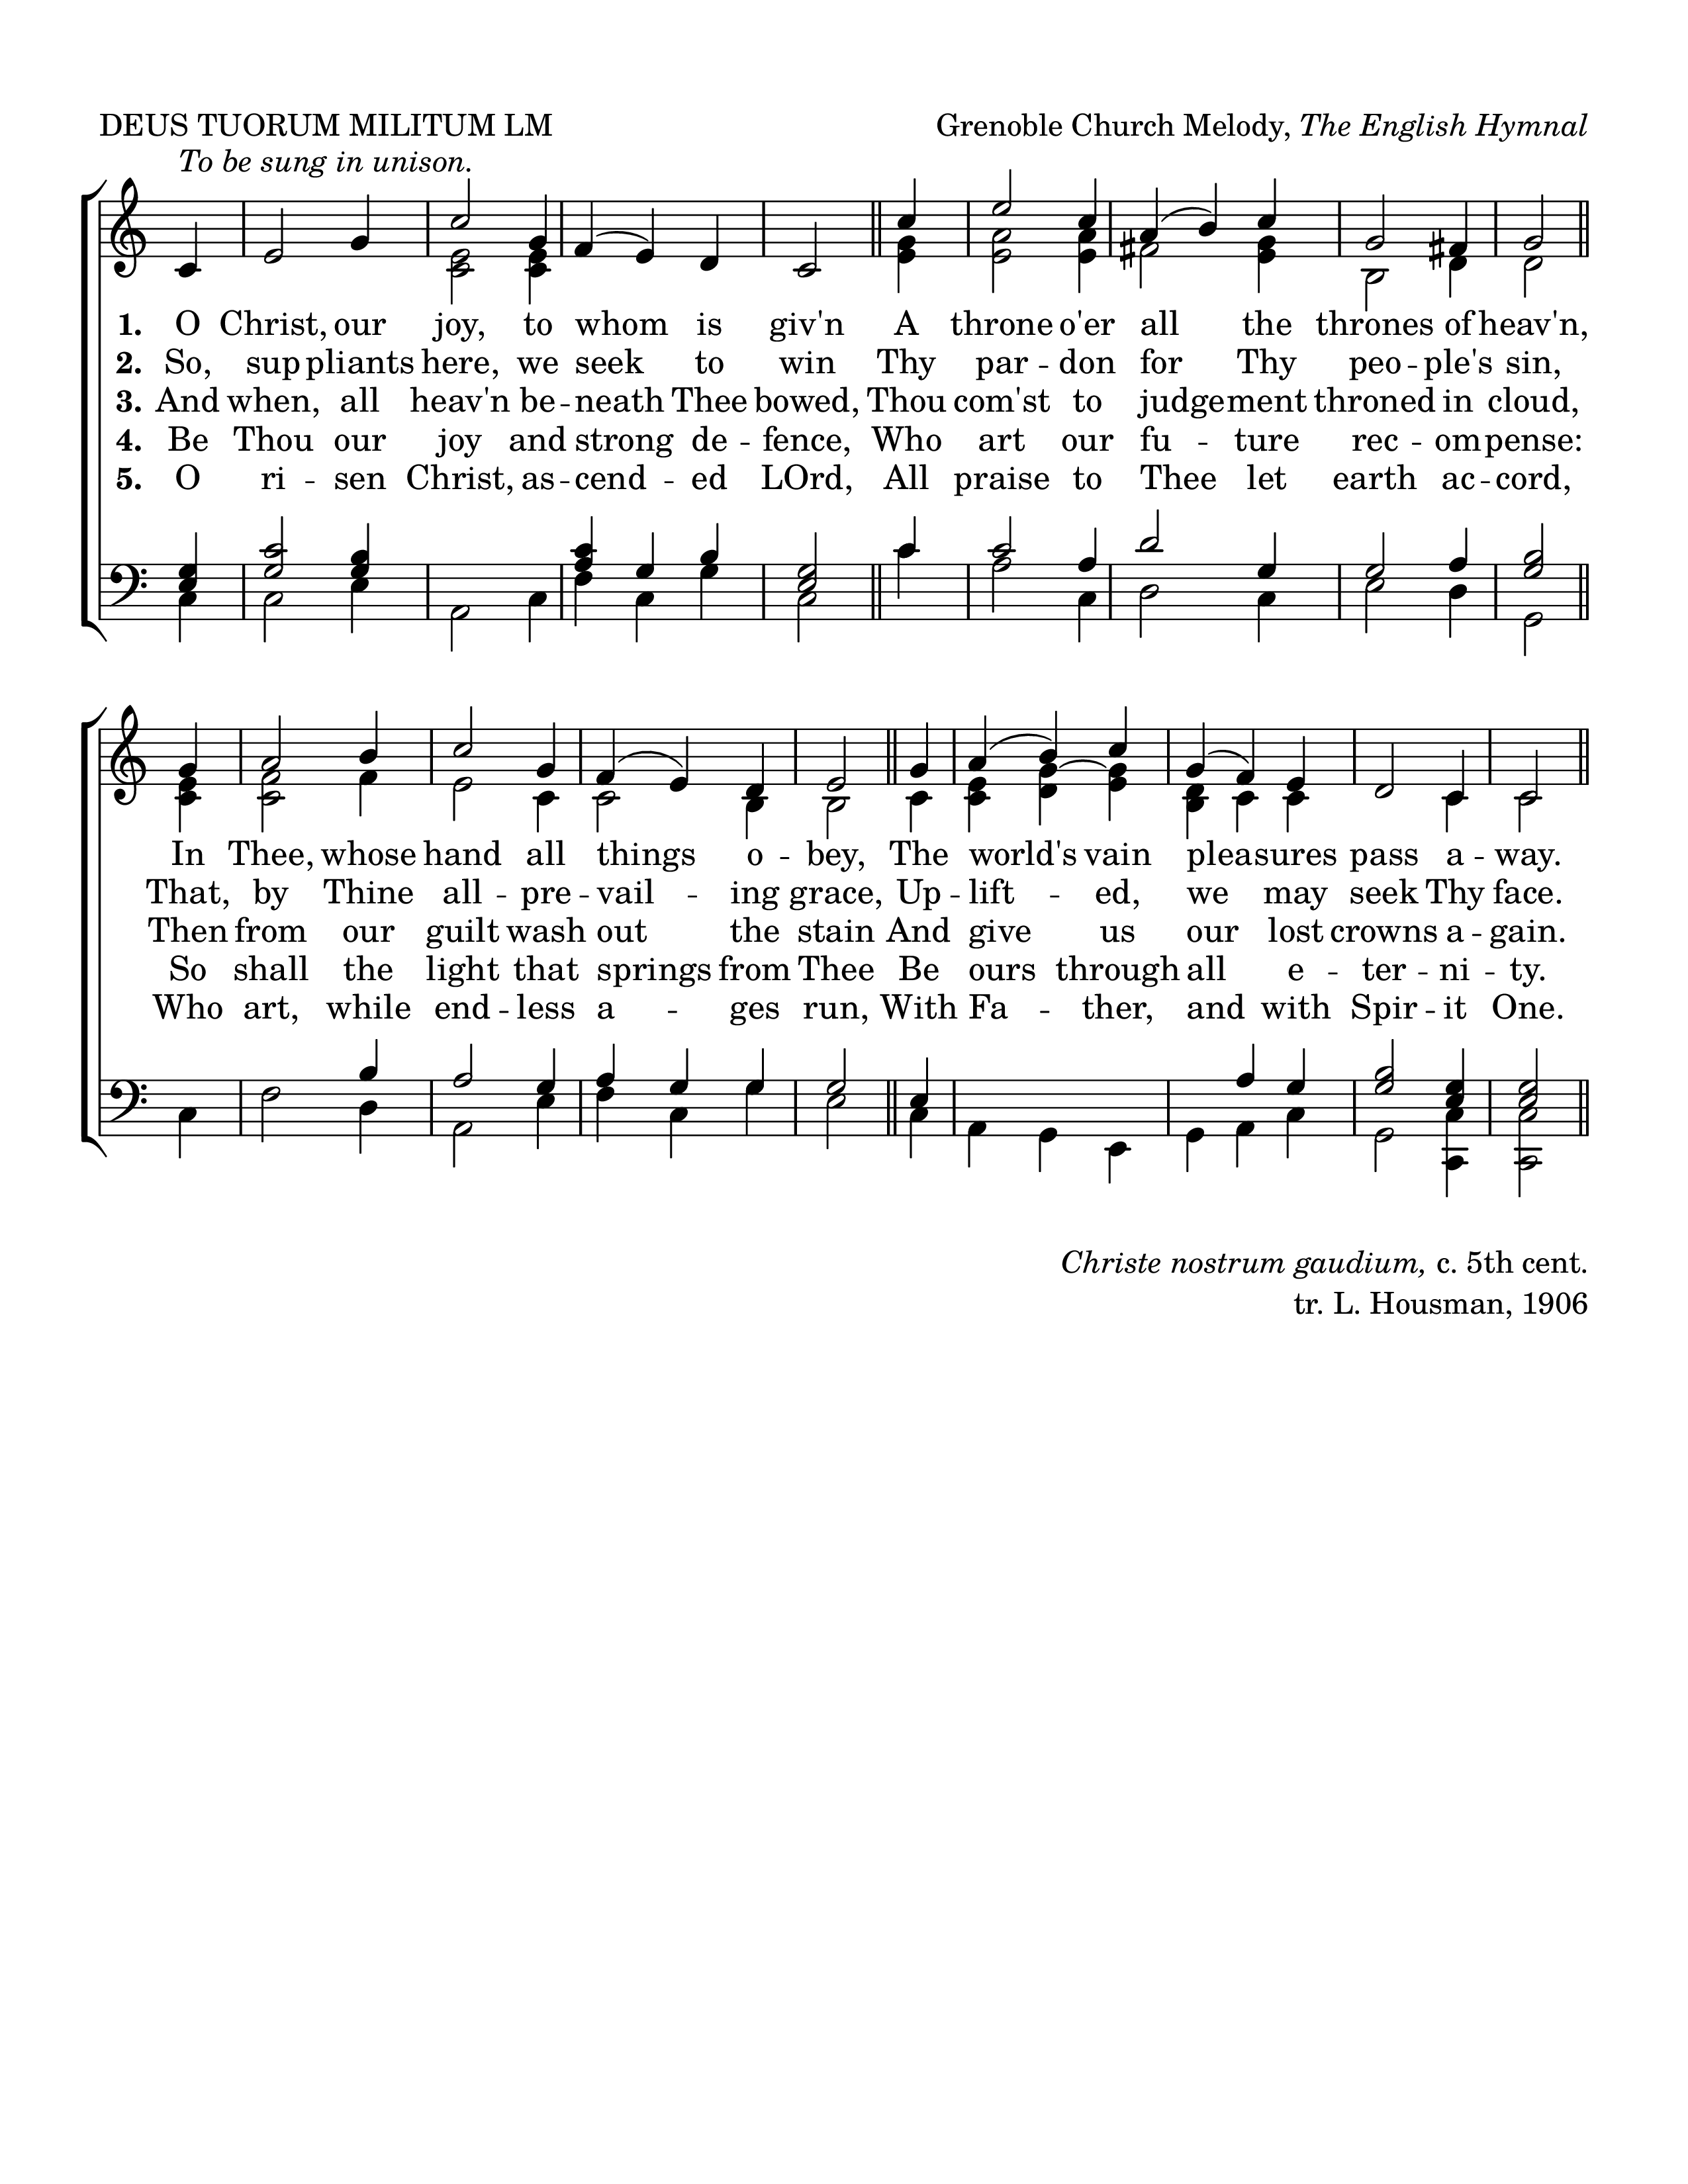 DEUS TUORUM MILITUM LM Grenoble Church Melody, The English Hymnal
To be sung in unison.
1. O Christ, our joy, to whom is giv'n A throne o'er all the thrones of heav'n,
2. So, sup pliants here, we seek to win Thy par - don for Thy peo - ple's sin,
3. And when, all heav'n be - neath Thee bowed, Thou com'st to judgement throned in cloud,
4. Be Thou our joy and strong de - fence, Who art our fu - ture rec - ompense:
5. O ri - sen Christ, as - cend - ed LOrd, All praise to Thee let earth ac - cord,
In Thee, whose hand all things o - bey, The world's vain pleasures pass a - way.
That, by Thine all - pre - vail - ing grace, Up - lift - ed, we may seek Thy face.
Then from our guilt wash out the stain And give us our lost crowns a - gain.
So shall the light that springs from Thee Be ours through all e - ter - ni - ty.
Who art, while end - less a - ges run, With Fa - ther, and with Spir - it One.
Christe nostrum gaudium, c. 5th cent.
tr. L. Housman, 1906